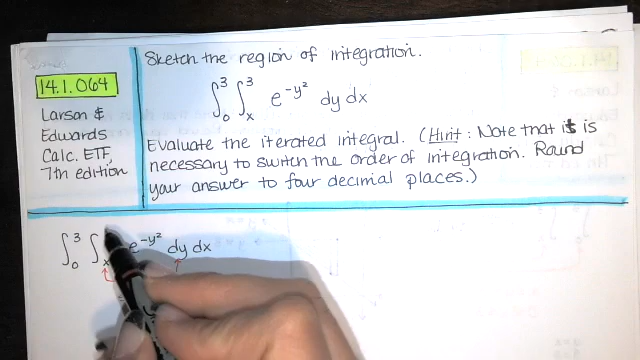 Sketch the region of integration.
14.1.064
∫₀³ ∫ₓ³ e^{-y²} dy dx
Larson &
Edwards
Calc. ETF,
7th edition
Evaluate the iterated integral. (Hint: Note that is is
necessary to switch the order of integration. Round
your answer to four decimal places.)
∫₀³ ∫ₓ e^{-y²} dy dx